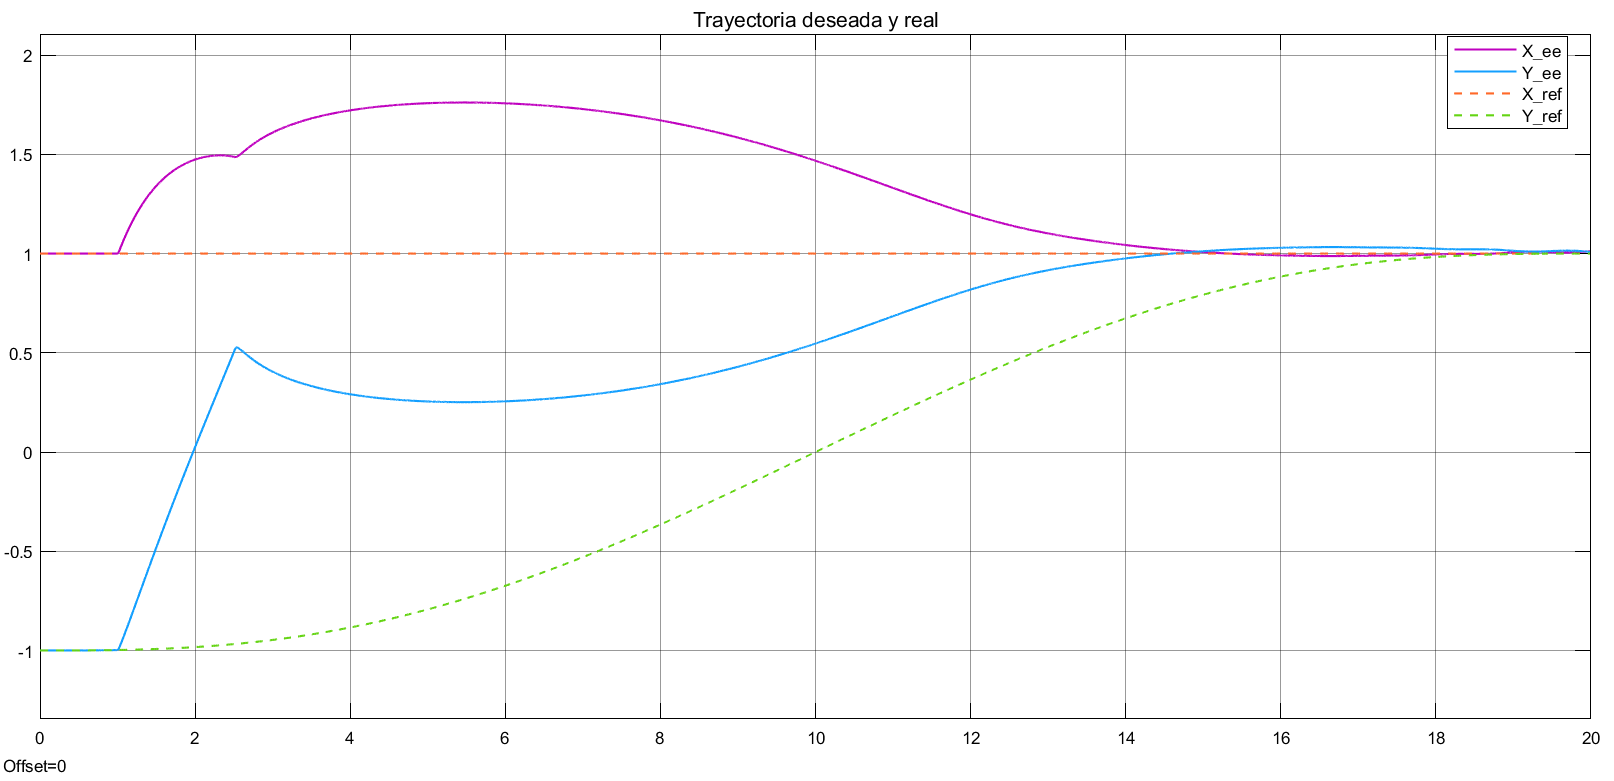 Trayectoria deseada y real
X_ee
Y_ee
X_ref
Y_ref
2
1.5
1
0.5
0
-0.5
-1
0 2 4 6 8 10 12 14 16 18 20
Offset=0